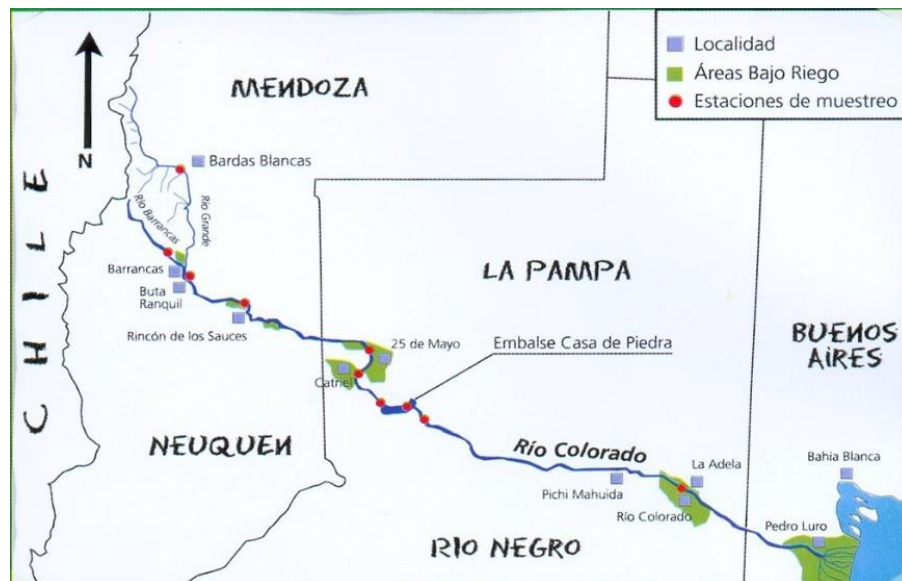 Localidad
Áreas Bajo Riego
Estaciones de muestreo
MENDOZA
N
CHILE
Bardas Blancas
Río Barrancas
Río Grande
LA PAMPA
Barrancas
Buta
Ranquil
Rincón de los Sauces
25 de Mayo
Embalse Casa de Piedra
BUENOS
AIRES
Catriel
NEUQUEN
Río Colorado
La Adela
Bahía Blanca
Pichi Mahuida
Río Colorado
Pedro Luro
RIO NEGRO